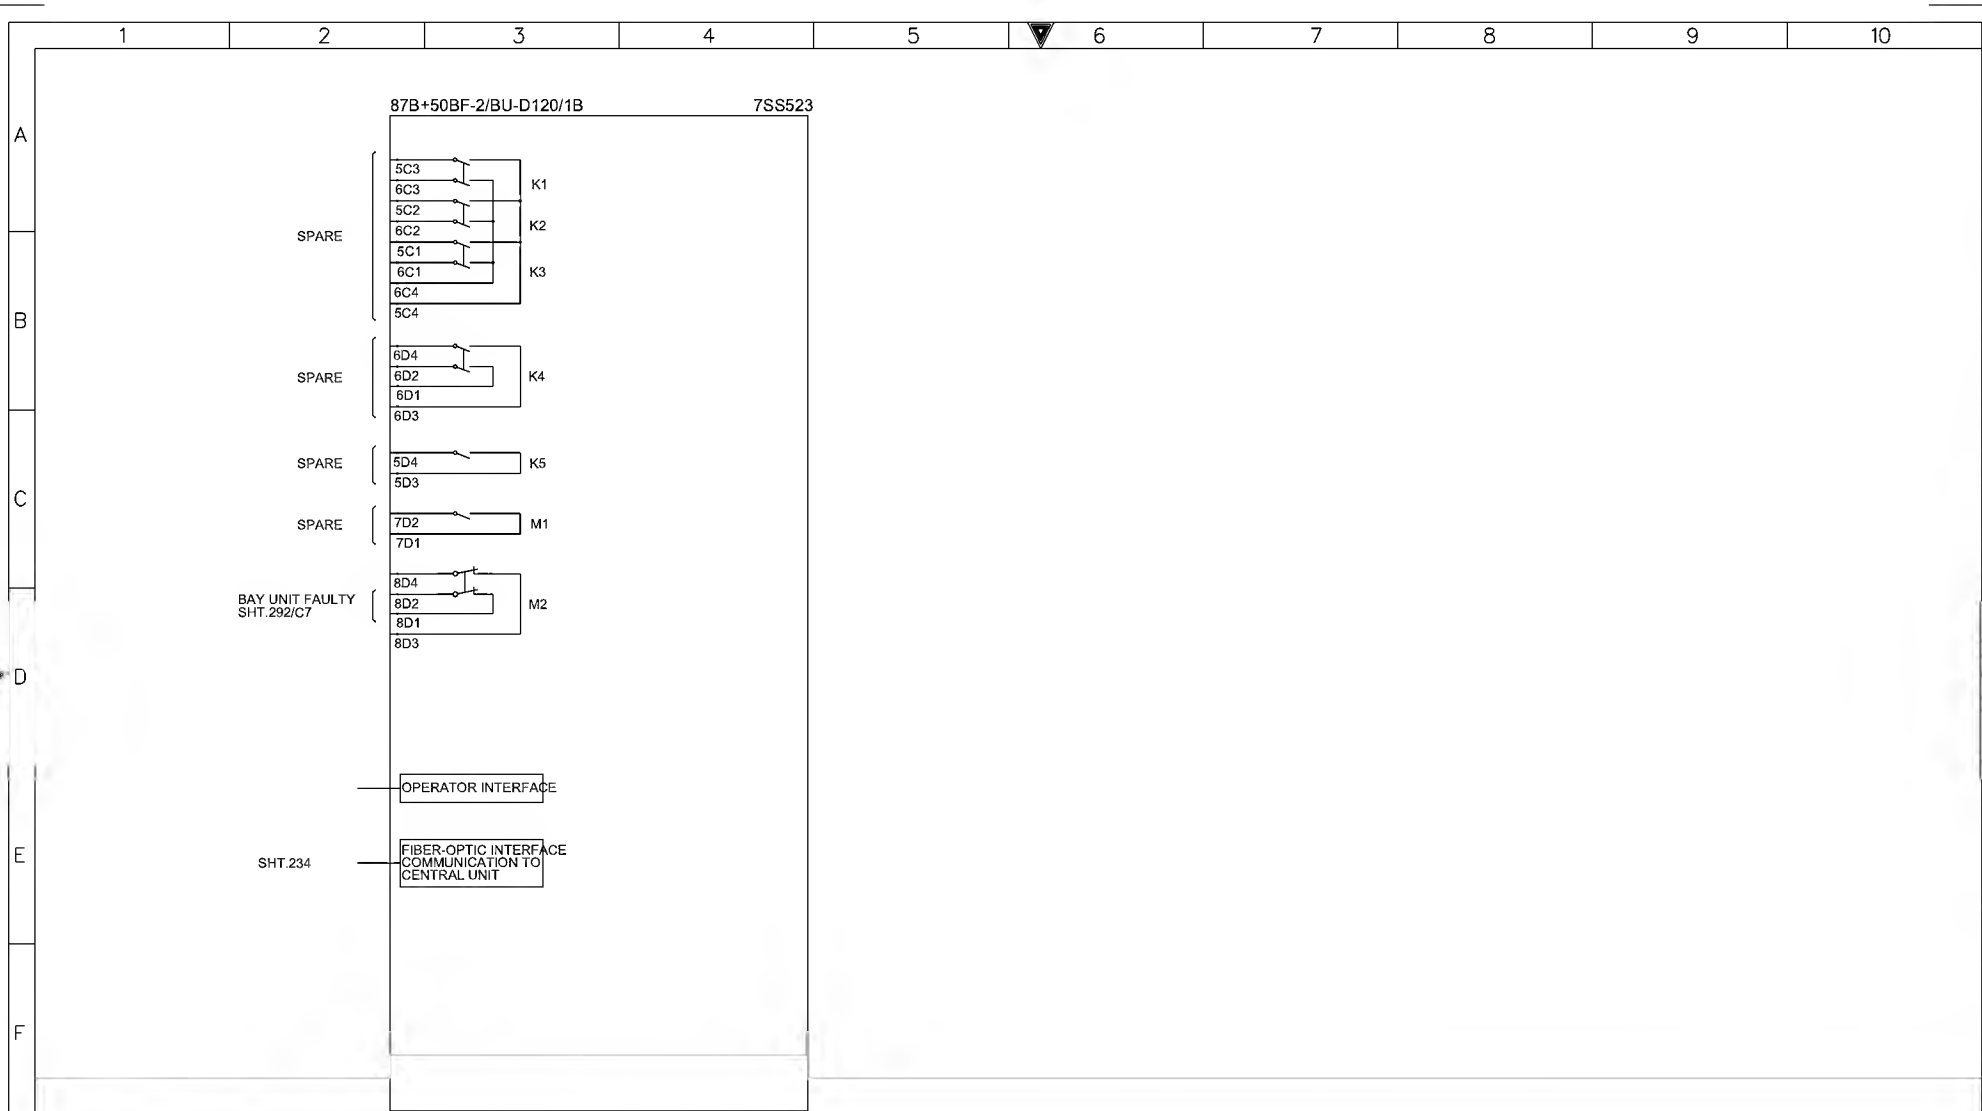 1 2 3 4 5 6 7 8 9 10
87B+50BF-2/BU-D120/1B 7SS523
A
5C3
6C3
K1
5C2
6C2
K2
SPARE
5C1
6C1
K3
6C4
5C4
B
6D4
SPARE
6D2
K4
6D1
6D3
SPARE
5D4
K5
5D3
C
SPARE
7D2
M1
7D1
8D4
BAY UNIT FAULTY
SHT.292/C7
8D2
M2
8D1
8D3
D
OPERATOR INTERFACE
E
SHT.234
FIBER-OPTIC INTERFACE
COMMUNICATION TO
CENTRAL UNIT
F